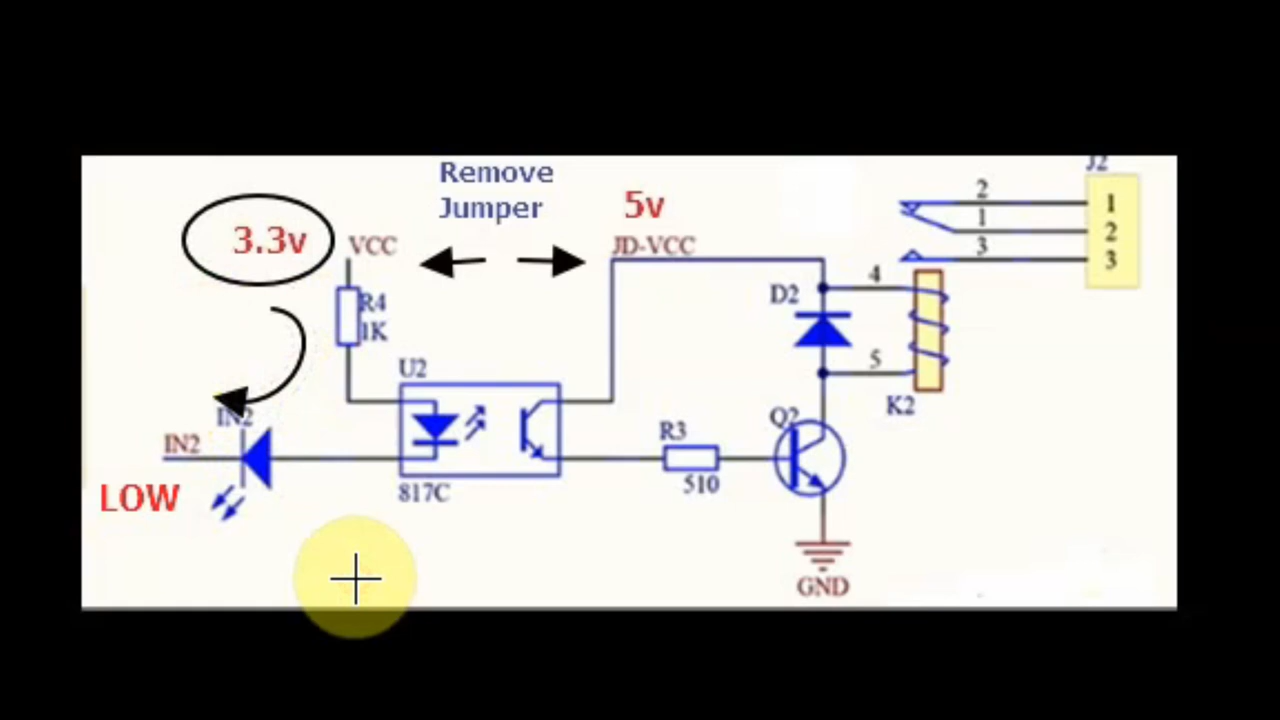 Remove
Jumper
3.3v
VCC
5v
JD-VCC
J2
2
1
3
1
2
3
4
5
D2
K2
R4
1K
U2
817C
IN2
IN2
LOW
R3
510
Q2
GND